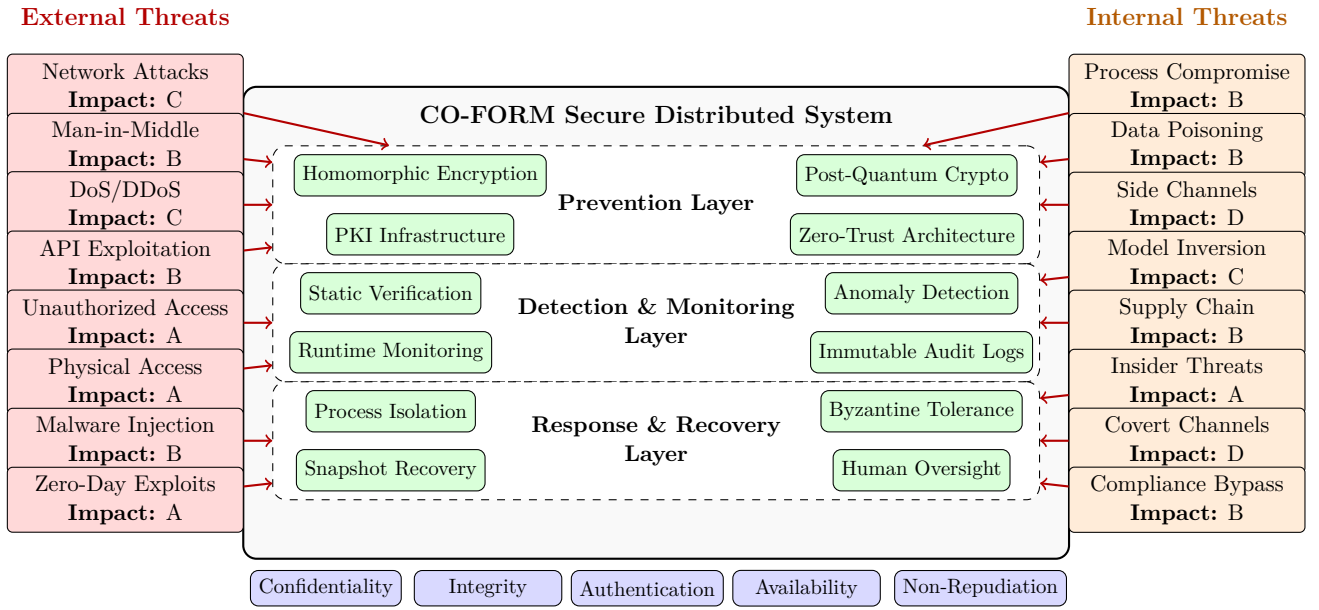 External Threats
Internal Threats
Network Attacks
Impact: C
Man-in-Middle
Impact: B
DoS/DDoS
Impact: C
API Exploitation
Impact: B
Unauthorized Access
Impact: A
Physical Access
Impact: A
Malware Injection
Impact: B
Zero-Day Exploits
Impact: A
CO-FORM Secure Distributed System
Homomorphic Encryption
PKI Infrastructure
Prevention Layer
Post-Quantum Crypto
Zero-Trust Architecture
Static Verification
Runtime Monitoring
Detection & Monitoring
Layer
Anomaly Detection
Immutable Audit Logs
Process Isolation
Snapshot Recovery
Response & Recovery
Layer
Byzantine Tolerance
Human Oversight
Process Compromise
Impact: B
Data Poisoning
Impact: B
Side Channels
Impact: D
Model Inversion
Impact: C
Supply Chain
Impact: B
Insider Threats
Impact: A
Covert Channels
Impact: D
Compliance Bypass
Impact: B
Confidentiality
Integrity
Authentication
Availability
Non-Repudiation